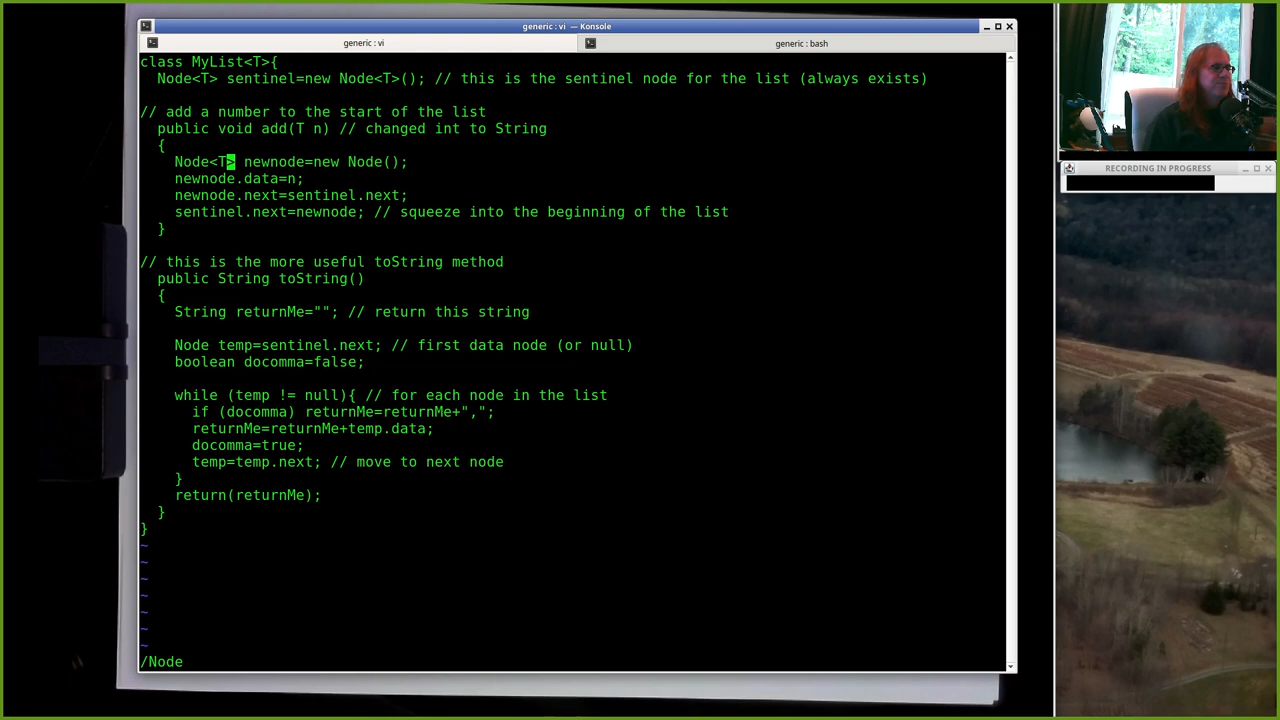 generic : vi — Konsole
generic : vi
generic : bash
class MyList<T>{
  Node<T> sentinel=new Node<T>(); // this is the sentinel node for the list (always exists)

// add a number to the start of the list
  public void add(T n) // changed int to String
  {
    Node<T> newnode=new Node();
    newnode.data=n;
    newnode.next=sentinel.next;
    sentinel.next=newnode; // squeeze into the beginning of the list
  }

// this is the more useful toString method
  public String toString()
  {
    String returnMe=""; // return this string

    Node temp=sentinel.next; // first data node (or null)
    boolean docomma=false;

    while (temp != null){ // for each node in the list
      if (docomma) returnMe=returnMe+",";
      returnMe=returnMe+temp.data;
      docomma=true;
      temp=temp.next; // move to next node
    }
    return(returnMe);
  }
}
~
~
~
~
~
~
~
/Node
RECORDING IN PROGRESS